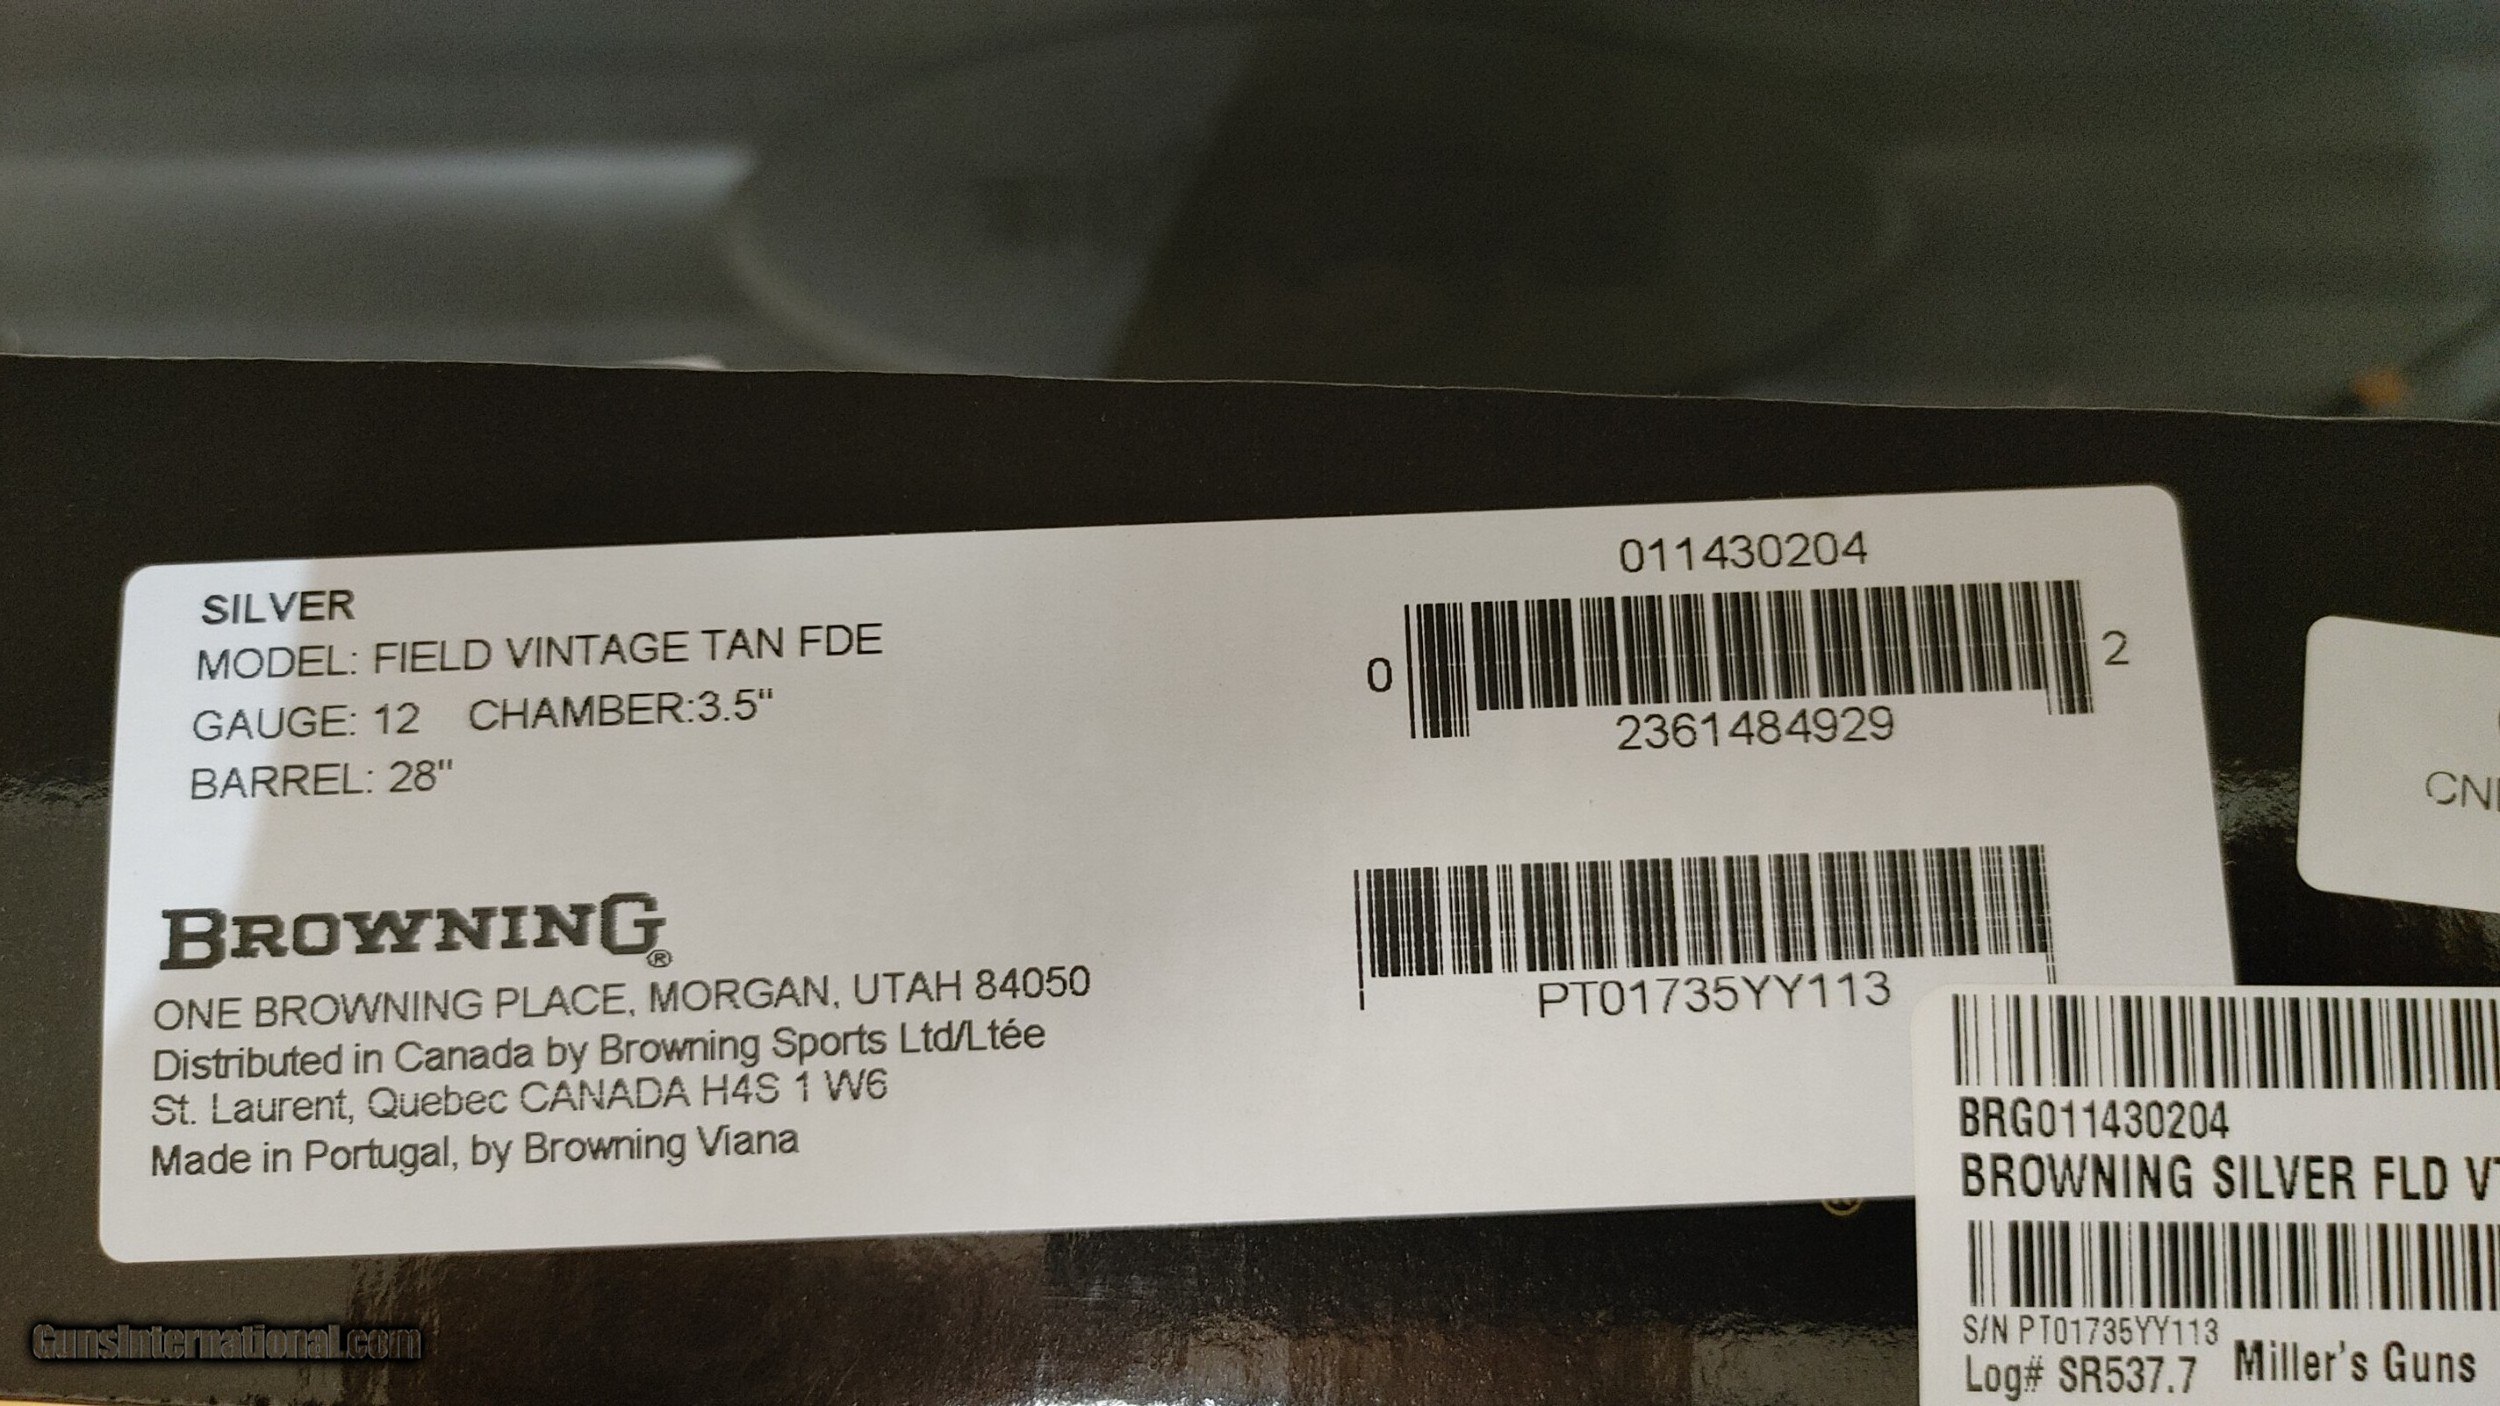 SILVER
MODEL: FIELD VINTAGE TAN FDE
GAUGE: 12 CHAMBER:3.5"
BARREL: 28"
BROWNING®
ONE BROWNING PLACE, MORGAN, UTAH 84050
Distributed in Canada by Browning Sports Ltd/Ltée
St. Laurent, Quebec CANADA H4S 1 W6
Made in Portugal, by Browning Viana
011430204
0 2
2361484929
PT01735YY113
CN
BRG011430204
BROWNING SILVER FLD V
S/N PT01735YY113
Log# SR537.7 Miller's Guns
GunsInternational.com